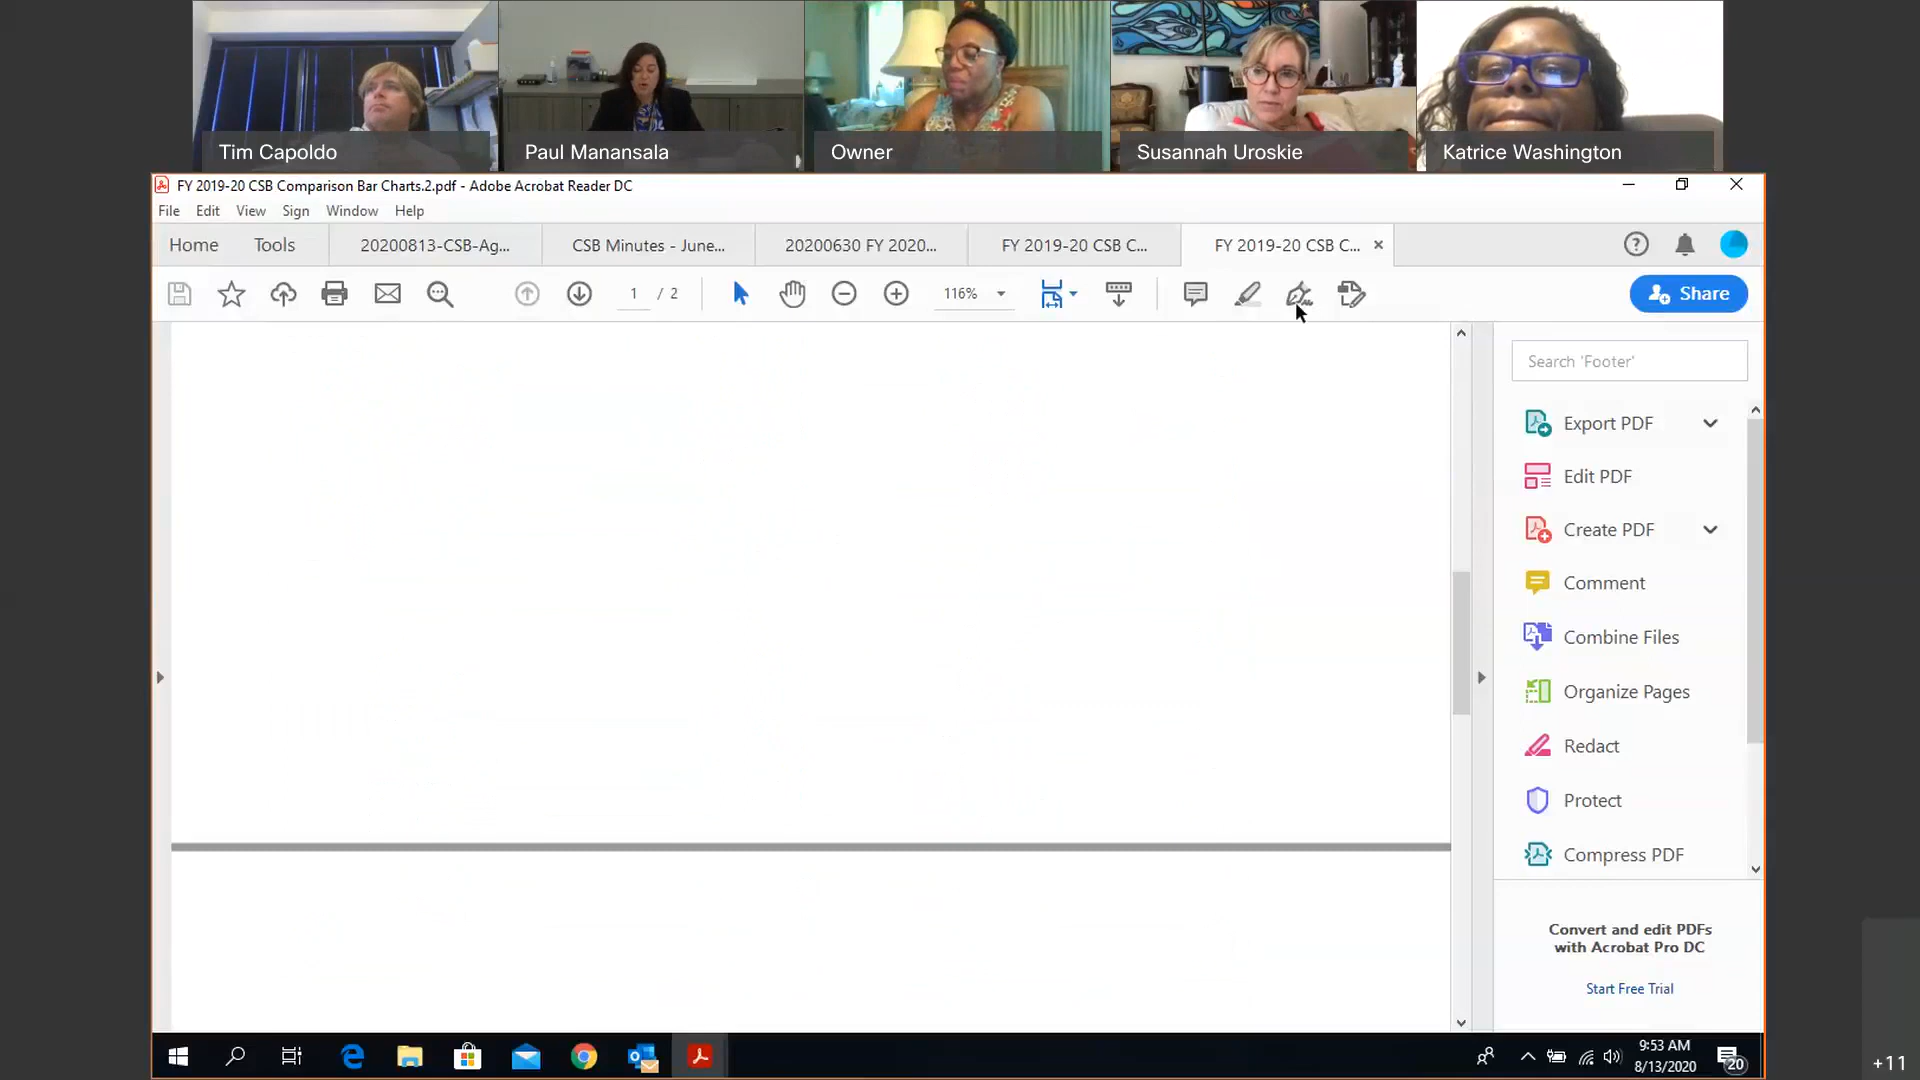 Tim Capoldo
Paul Manansala
Owner
Susannah Uroskie
Katrice Washington
FY 2019-20 CSB Comparison Bar Charts.2.pdf - Adobe Acrobat Reader DC
File Edit View Sign Window Help
Home Tools 20200813-CSB-Ag... CSB Minutes - June... 20200630 FY 2020... FY 2019-20 CSB C... FY 2019-20 CSB C...
1 / 2 116% Share
Search 'Footer'
Export PDF
Edit PDF
Create PDF
Comment
Combine Files
Organize Pages
Redact
Protect
Compress PDF
Convert and edit PDFs
with Acrobat Pro DC
Start Free Trial
9:53 AM
8/13/2020
20
+11